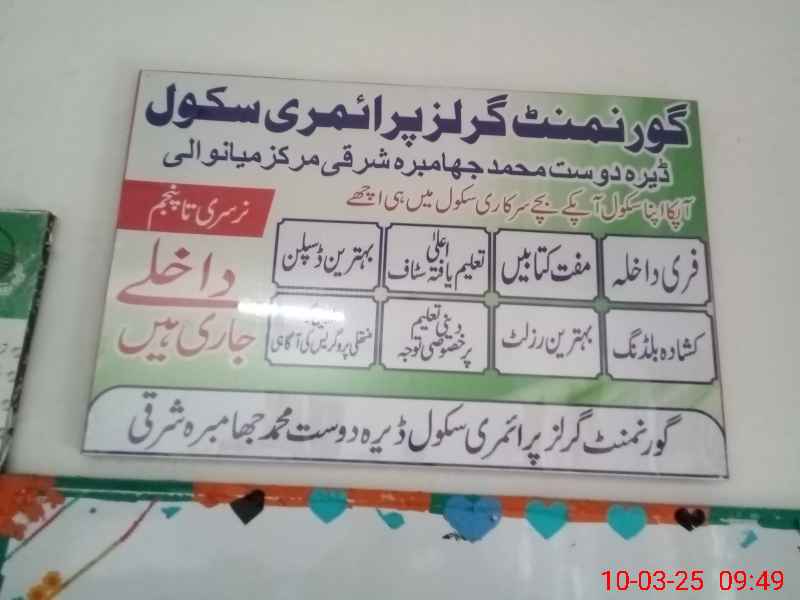 گورنمنٹ گرلز پرائمری سکول
ڈیرہ دوست محمد جھامبرہ شرقی مرکز میانوالی
آپکا اپنا سکول آپکے بچے سرکاری سکول میں ہی اچھے
نرسری تا پنجم
داخلے
جاری ہیں
فری داخلہ
مفت کتابیں
اعلیٰ
تعلیم یافتہ سٹاف
بہترین ڈسپلن
کشادہ بلڈنگ
بہترین رزلٹ
دینی تعلیم
پر خصوصی توجہ
پروگریس کی آگاہی
گورنمنٹ گرلز پرائمری سکول ڈیرہ دوست محمد جھامبرہ شرقی
10-03-25 09:49